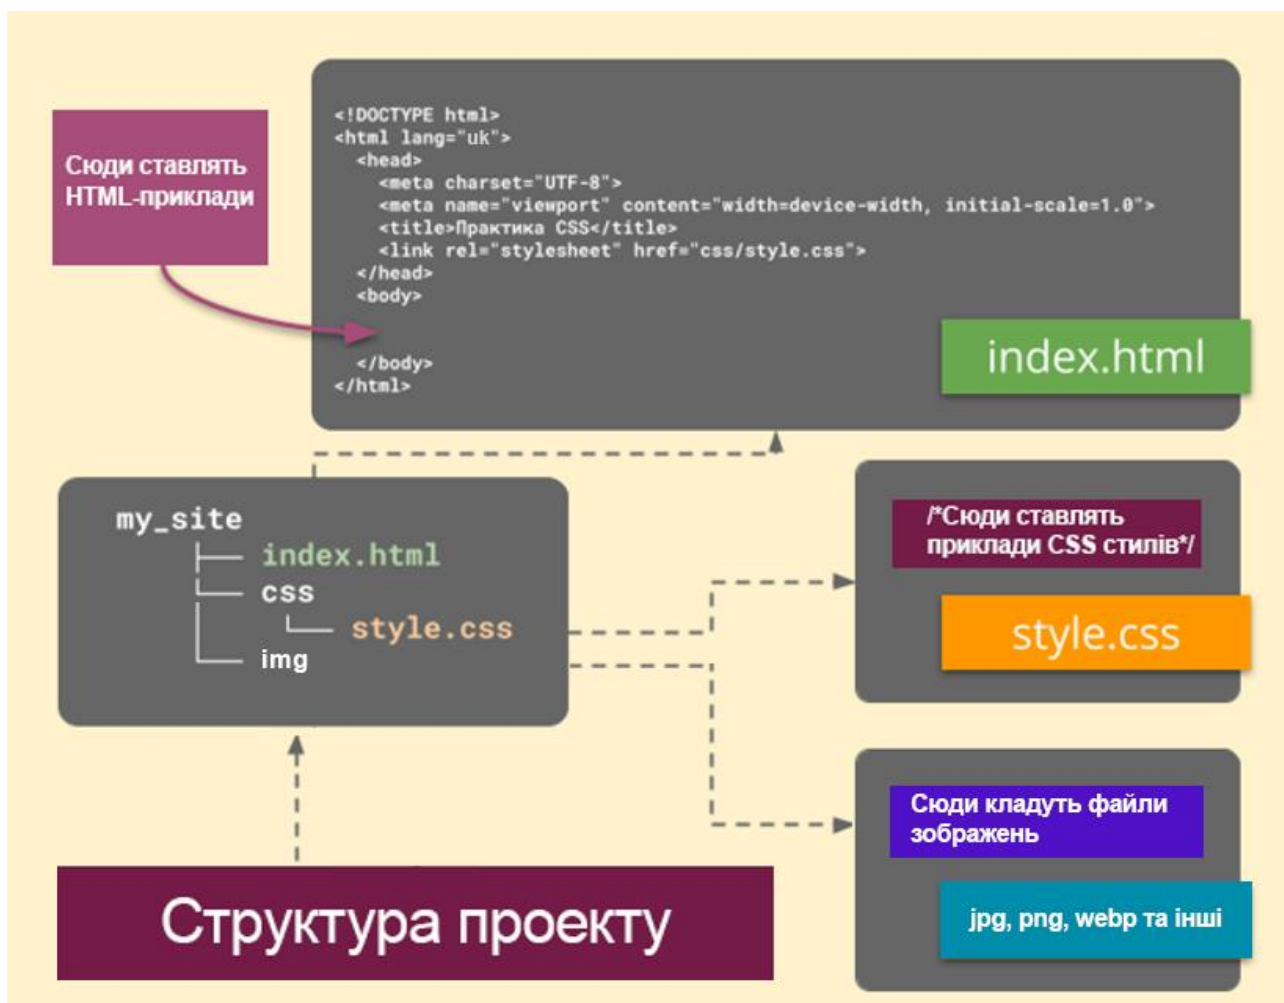 Сюди ставлять
HTML-приклади
<!DOCTYPE html>
<html lang="uk">
<head>
<meta charset="UTF-8">
<meta name="viewport" content="width=device-width, initial-scale=1.0">
<title>Практика CSS</title>
<link rel="stylesheet" href="css/style.css">
</head>
<body>
</body>
</html>
index.html
my_site
index.html
css
style.css
img
/*Сюди ставлять
приклади CSS стилів*/
style.css
Сюди кладуть файли
зображень
jpg, png, webp та інші
Структура проекту